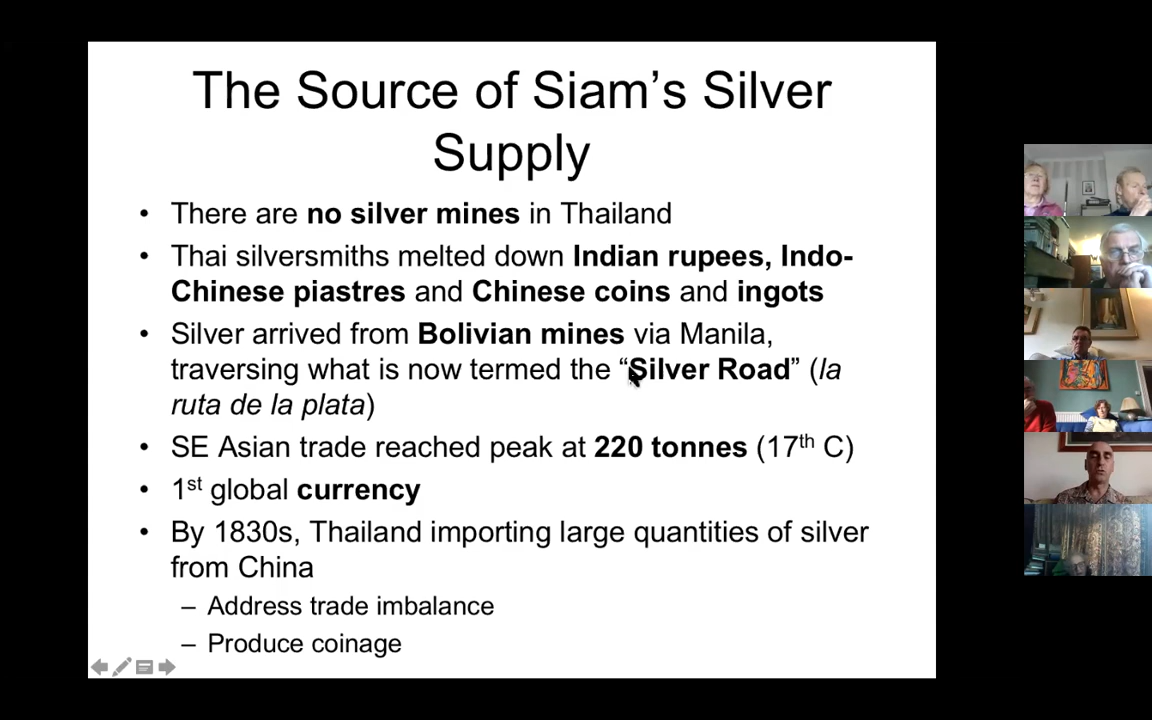 The Source of Siam’s Silver
Supply
• There are no silver mines in Thailand
• Thai silversmiths melted down Indian rupees, Indo-
Chinese piastres and Chinese coins and ingots
• Silver arrived from Bolivian mines via Manila,
traversing what is now termed the “Silver Road” (la
ruta de la plata)
• SE Asian trade reached peak at 220 tonnes (17th C)
• 1st global currency
• By 1830s, Thailand importing large quantities of silver
from China
– Address trade imbalance
– Produce coinage